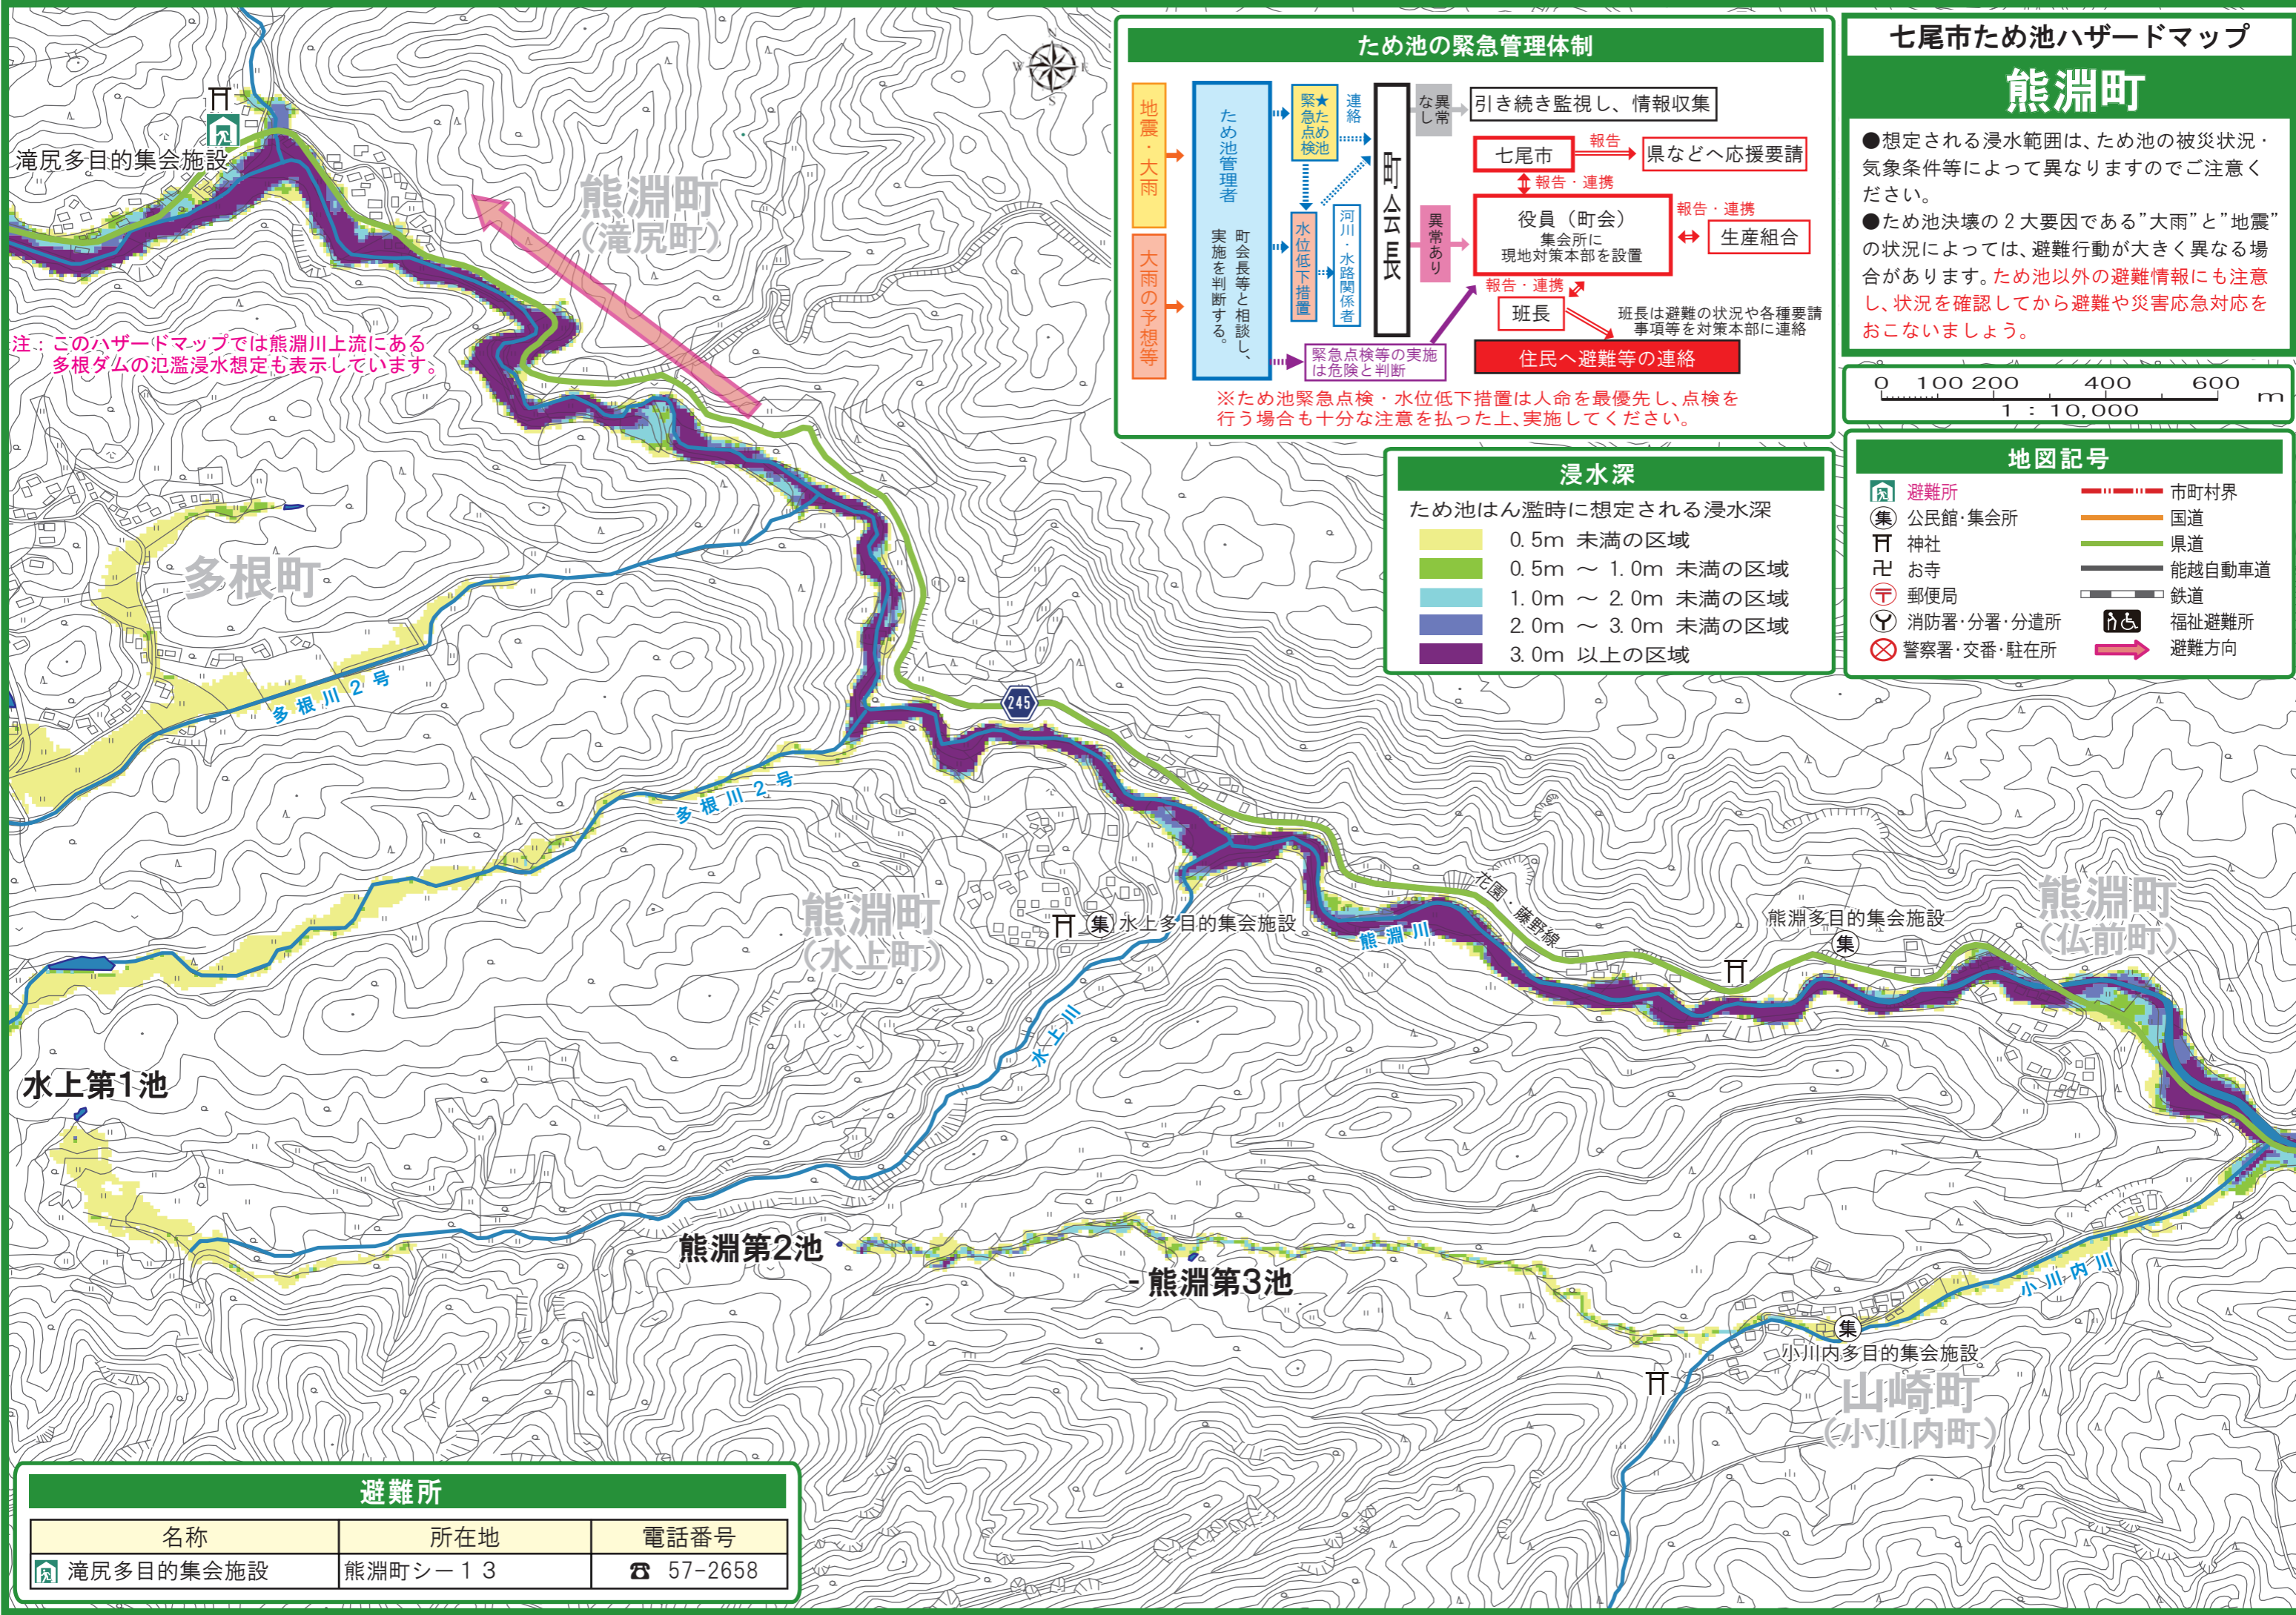 七尾市ため池ハザードマップ
熊淵町
●想定される浸水範囲は、ため池の被災状況・
気象条件等によって異なりますのでご注意く
ださい。
●ため池決壊の2大要因である”大雨”と”地震”
の状況によっては、避難行動が大きく異なる場
合があります。ため池以外の避難情報にも注意
し、状況を確認してから避難や災害応急対応を
おこないましょう。
0 100 200 400 600 m
1 : 10,000
地図記号
避難所
集 公民館・集会所
神社
お寺
郵便局
消防署・分署・分遣所
警察署・交番・駐在所
市町村界
国道
県道
能越自動車道
鉄道
福祉避難所
避難方向
ため池の緊急管理体制
地震・大雨
大雨の予想等
ため池管理者
町会長等と相談し、
実施を判断する。
★ため池
緊急点検
連絡
水位低下措置
河川・水路関係者
緊急点検等の実施
は危険と判断
町会長
異常
なし
引き続き監視し、情報収集
異常あり
七尾市
報告
県などへ応援要請
報告・連携
役員（町会）
集会所に
現地対策本部を設置
報告・連携
生産組合
報告・連携
班長
班長は避難の状況や各種要請
事項等を対策本部に連絡
住民へ避難等の連絡
※ため池緊急点検・水位低下措置は人命を最優先し、点検を
行う場合も十分な注意を払った上、実施してください。
浸水深
ため池はん濫時に想定される浸水深
0.5m 未満の区域
0.5m ～ 1.0m 未満の区域
1.0m ～ 2.0m 未満の区域
2.0m ～ 3.0m 未満の区域
3.0m 以上の区域
N
W E
S
滝尻多目的集会施設
熊淵町
（滝尻町）
注：このハザードマップでは熊淵川上流にある
多根ダムの氾濫浸水想定も表示しています。
多根町
多根川2号
245
多根川2号
熊淵町
（水上町）
集 水上多目的集会施設
熊淵川
花園・藤野線
熊淵多目的集会施設
集
熊淵町
（仏前町）
水上川
水上第1池
熊淵第2池
熊淵第3池
小川内川
集
小川内多目的集会施設
山崎町
（小川内町）
避難所
名称 所在地 電話番号
滝尻多目的集会施設 熊淵町シー13 ☎ 57-2658